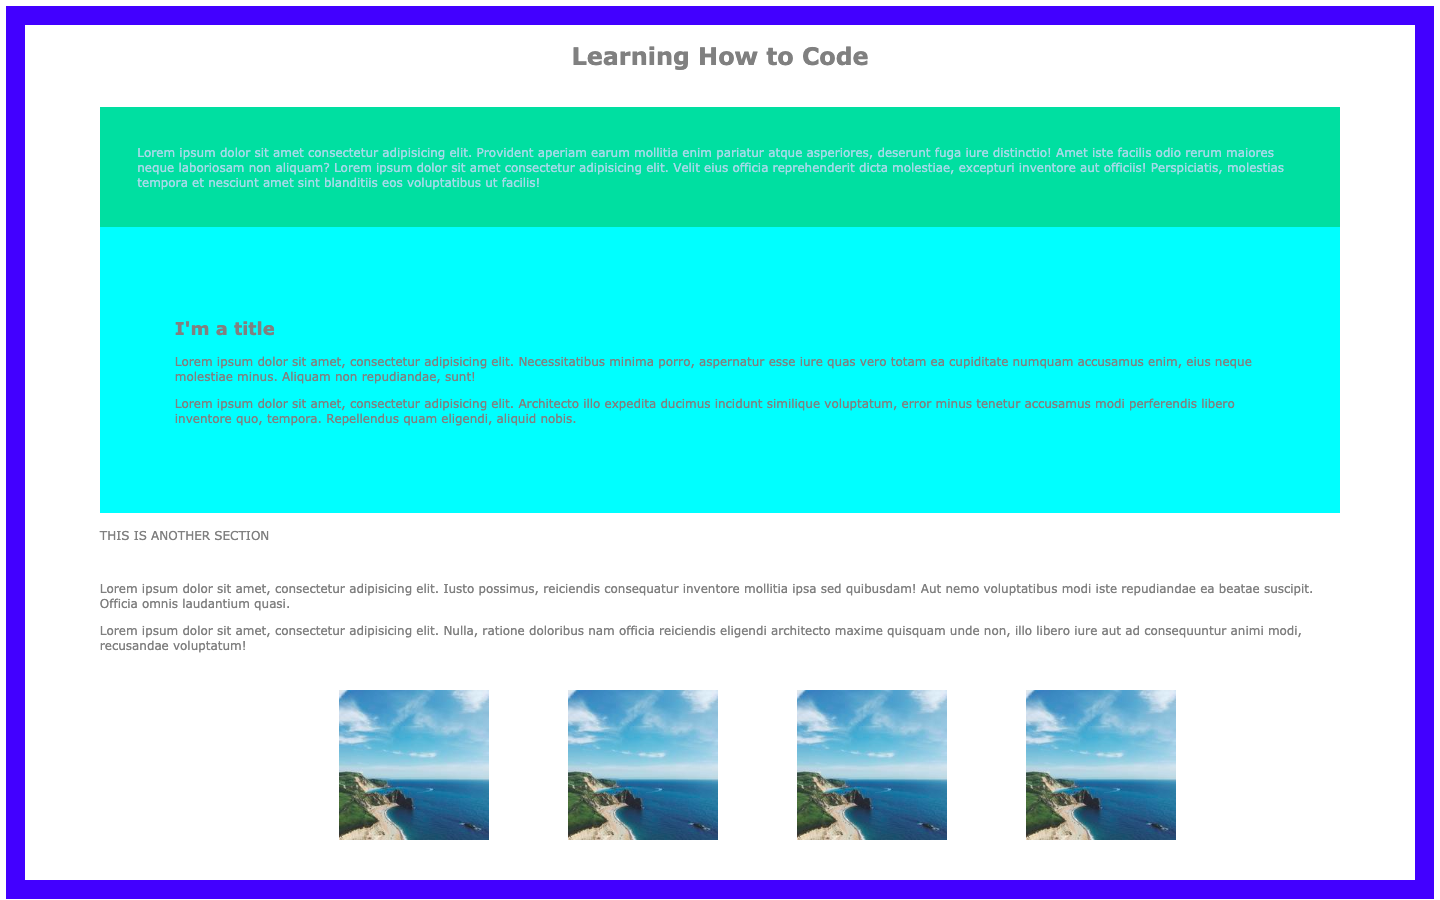 Learning How to Code
Lorem ipsum dolor sit amet consectetur adipisicing elit. Provident aperiam earum mollitia enim pariatur atque asperiores, deserunt fuga iure distinctio! Amet iste facilis odio rerum maiores
neque laboriosam non aliquam? Lorem ipsum dolor sit amet consectetur adipisicing elit. Velit eius officia reprehenderit dicta molestiae, excepturi inventore aut officiis! Perspiciatis, molestias
tempora et nesciunt amet sint blanditiis eos voluptatibus ut facilis!
I'm a title
Lorem ipsum dolor sit amet, consectetur adipisicing elit. Necessitatibus minima porro, aspernatur esse iure quas vero totam ea cupiditate numquam accusamus enim, eius neque
molestiae minus. Aliquam non repudiandae, sunt!
Lorem ipsum dolor sit amet, consectetur adipisicing elit. Architecto illo expedita ducimus incidunt similique voluptatum, error minus tenetur accusamus modi perferendis libero
inventore quo, tempora. Repellendus quam eligendi, aliquid nobis.
THIS IS ANOTHER SECTION
Lorem ipsum dolor sit amet, consectetur adipisicing elit. Iusto possimus, reiciendis consequatur inventore mollitia ipsa sed quibusdam! Aut nemo voluptatibus modi iste repudiandae ea beatae suscipit.
Officia omnis laudantium quasi.
Lorem ipsum dolor sit amet, consectetur adipisicing elit. Nulla, ratione doloribus nam officia reiciendis eligendi architecto maxime quisquam unde non, illo libero iure aut ad consequuntur animi modi,
recusandae voluptatum!